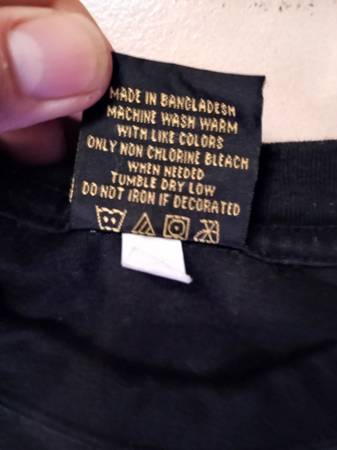 MADE IN BANGLADESH
MACHINE WASH WARM
WITH LIKE COLORS
ONLY NON CHLORINE BLEACH
WHEN NEEDED
TUMBLE DRY LOW
DO NOT IRON IF DECORATED